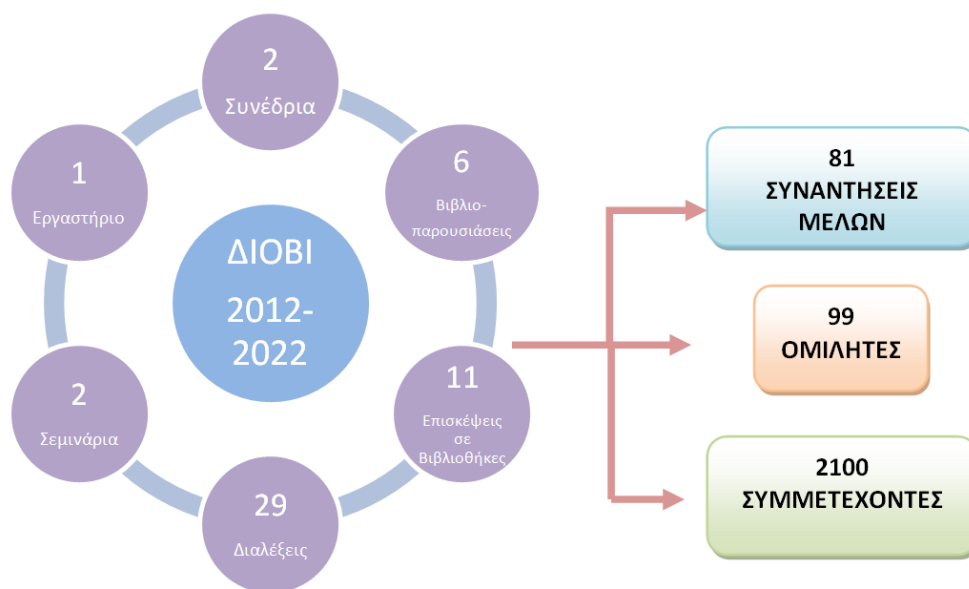 2
Συνέδρια
6
Βιβλιο-
παρουσιάσεις
11
Επισκέψεις
σε
Βιβλιοθήκες
29
Διαλέξεις
2
Σεμινάρια
1
Εργαστήριο
ΔΙΟΒΙ
2012-
2022
81
ΣΥΝΑΝΤΗΣΕΙΣ
ΜΕΛΩΝ
99
ΟΜΙΛΗΤΕΣ
2100
ΣΥΜΜΕΤΕΧΟΝΤΕΣ